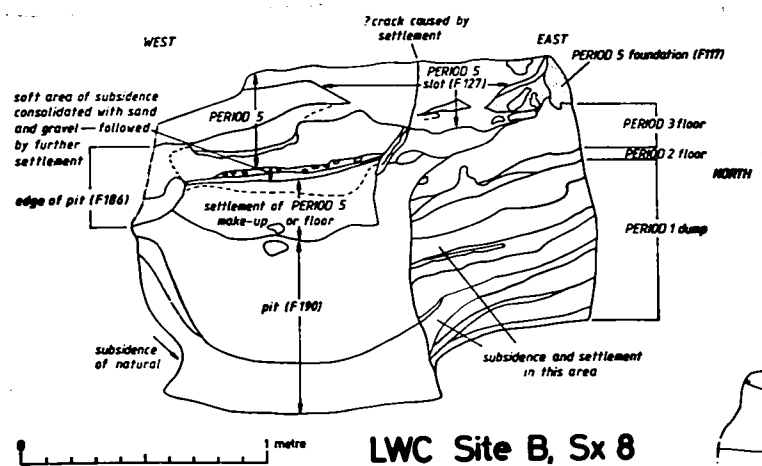 WEST
? crack caused by
settlement
EAST
PERIOD 5 foundation (F117)
PERIOD 5
slot (F127)
soft area of subsidence
consolidated with sand
and gravel — followed
by further
settlement
PERIOD 5
PERIOD 3 floor
PERIOD 2 floor
NORTH
edge of pit (F186)
settlement of PERIOD 5
make-up or floor
PERIOD 1 dump
pit (F190)
subsidence
of natural
subsidence and settlement
in this area
0
1 metre
LWC Site B, Sx 8